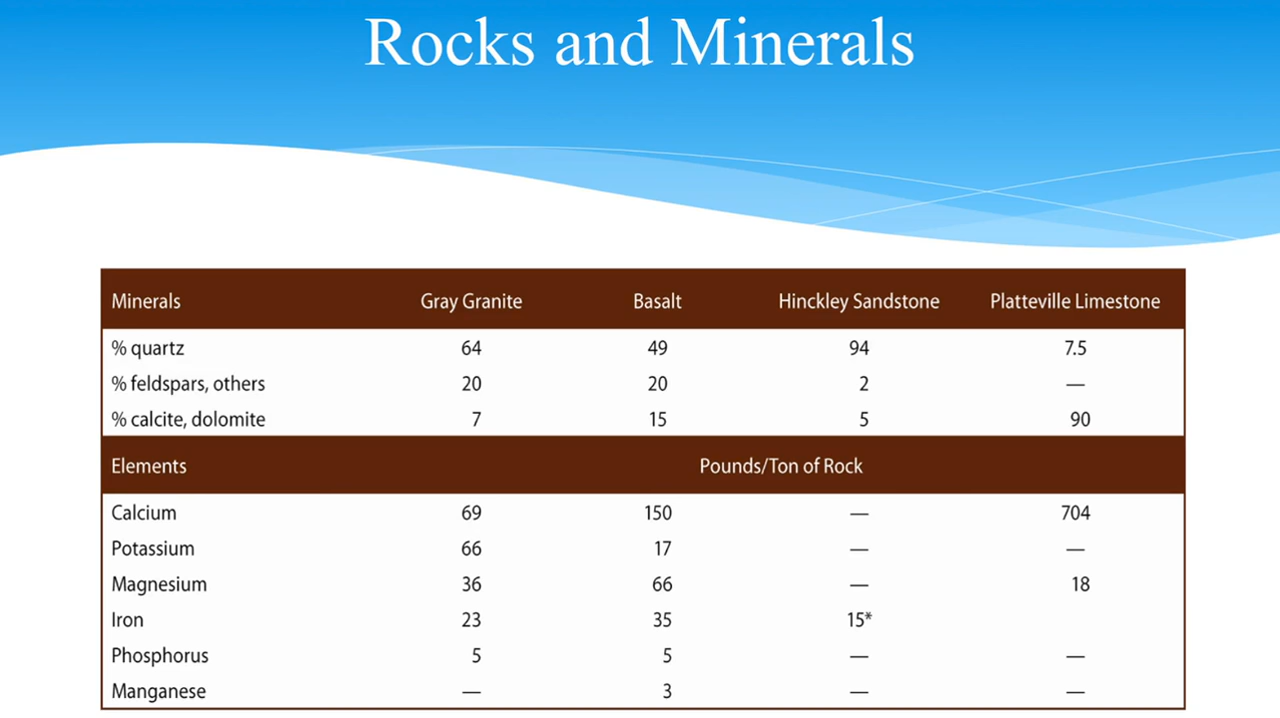 Rocks and Minerals
Minerals Gray Granite Basalt Hinckley Sandstone Platteville Limestone
% quartz 64 49 94 7.5
% feldspars, others 20 20 2 —
% calcite, dolomite 7 15 5 90
Elements Pounds/Ton of Rock
Calcium 69 150 — 704
Potassium 66 17 — —
Magnesium 36 66 — 18
Iron 23 35 15*
Phosphorus 5 5 — —
Manganese — 3 — —